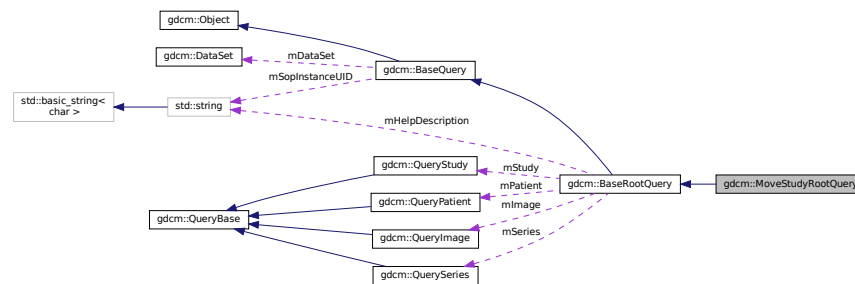 gdcm::Object
gdcm::DataSet
mDataSet
gdcm::BaseQuery
mSopInstanceUID
std::basic_string<
char >
std::string
mHelpDescription
gdcm::QueryStudy
mStudy
gdcm::BaseRootQuery
gdcm::MoveStudyRootQuery
mPatient
gdcm::QueryPatient
mImage
gdcm::QueryBase
mSeries
gdcm::QueryImage
gdcm::QuerySeries